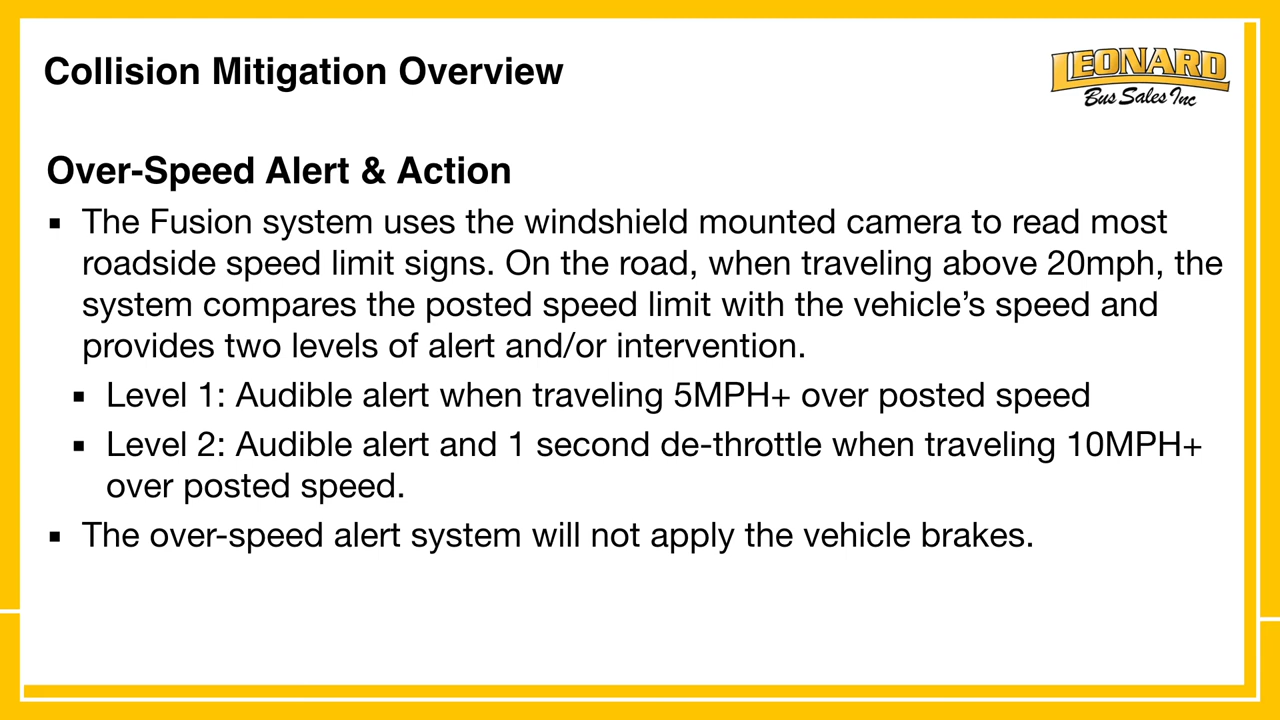 Collision Mitigation Overview
LEONARD
Bus Sales Inc
Over-Speed Alert & Action
▪ The Fusion system uses the windshield mounted camera to read most
roadside speed limit signs. On the road, when traveling above 20mph, the
system compares the posted speed limit with the vehicle’s speed and
provides two levels of alert and/or intervention.
▪ Level 1: Audible alert when traveling 5MPH+ over posted speed
▪ Level 2: Audible alert and 1 second de-throttle when traveling 10MPH+
over posted speed.
▪ The over-speed alert system will not apply the vehicle brakes.